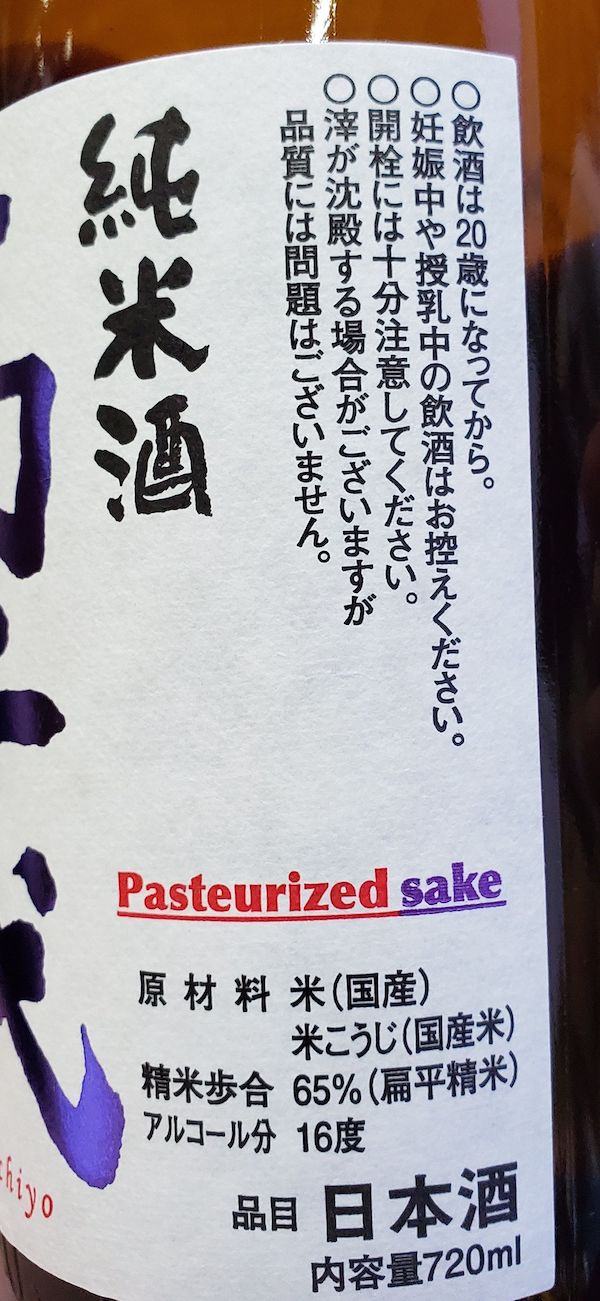 ○飲酒は20歳になってから。
○妊娠中や授乳中の飲酒はお控えください。
○開栓には十分注意してください。
○滓が沈殿する場合がございますが
品質には問題はございません。
純米酒
Pasteurized sake
原材料 米(国産)
米こうじ(国産米)
精米歩合 65%(扁平精米)
アルコール分 16度
品目 日本酒
内容量720ml